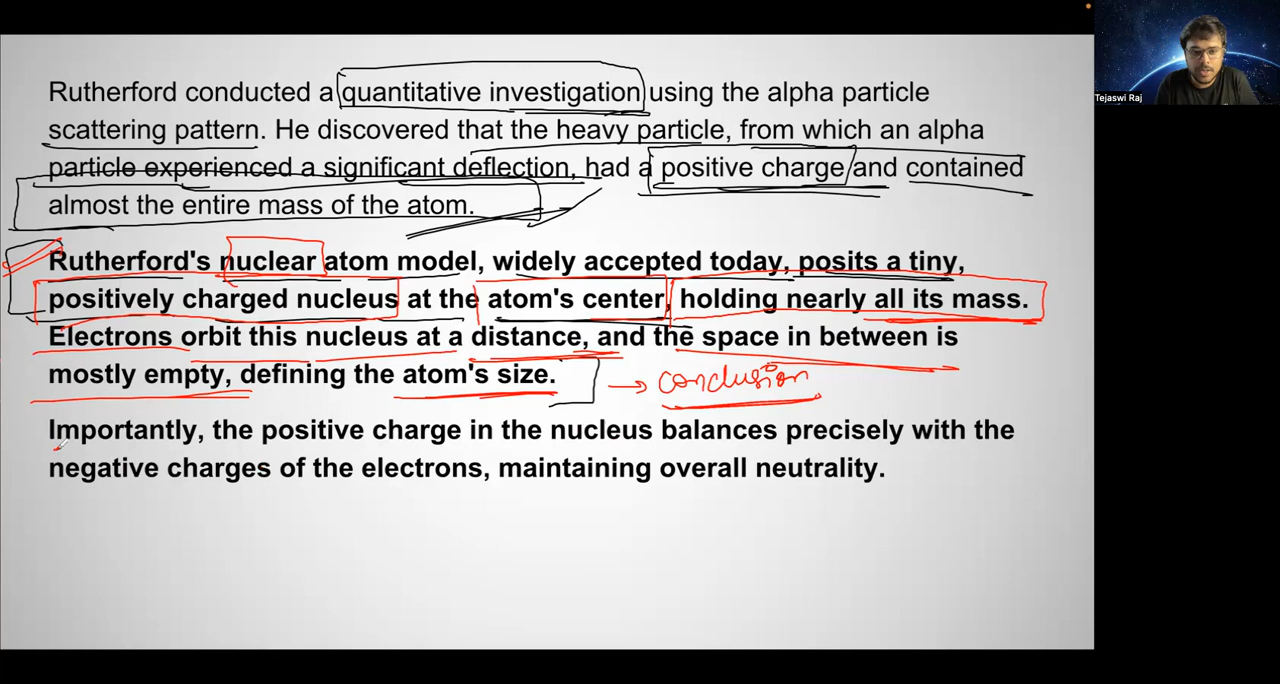 Tejaswi Raj
Rutherford conducted a quantitative investigation using the alpha particle
scattering pattern. He discovered that the heavy particle, from which an alpha
particle experienced a significant deflection, had a positive charge and contained
almost the entire mass of the atom.
Rutherford's nuclear atom model, widely accepted today, posits a tiny,
positively charged nucleus at the atom's center, holding nearly all its mass.
Electrons orbit this nucleus at a distance, and the space in between is
mostly empty, defining the atom's size. → conclusion
Importantly, the positive charge in the nucleus balances precisely with the
negative charges of the electrons, maintaining overall neutrality.